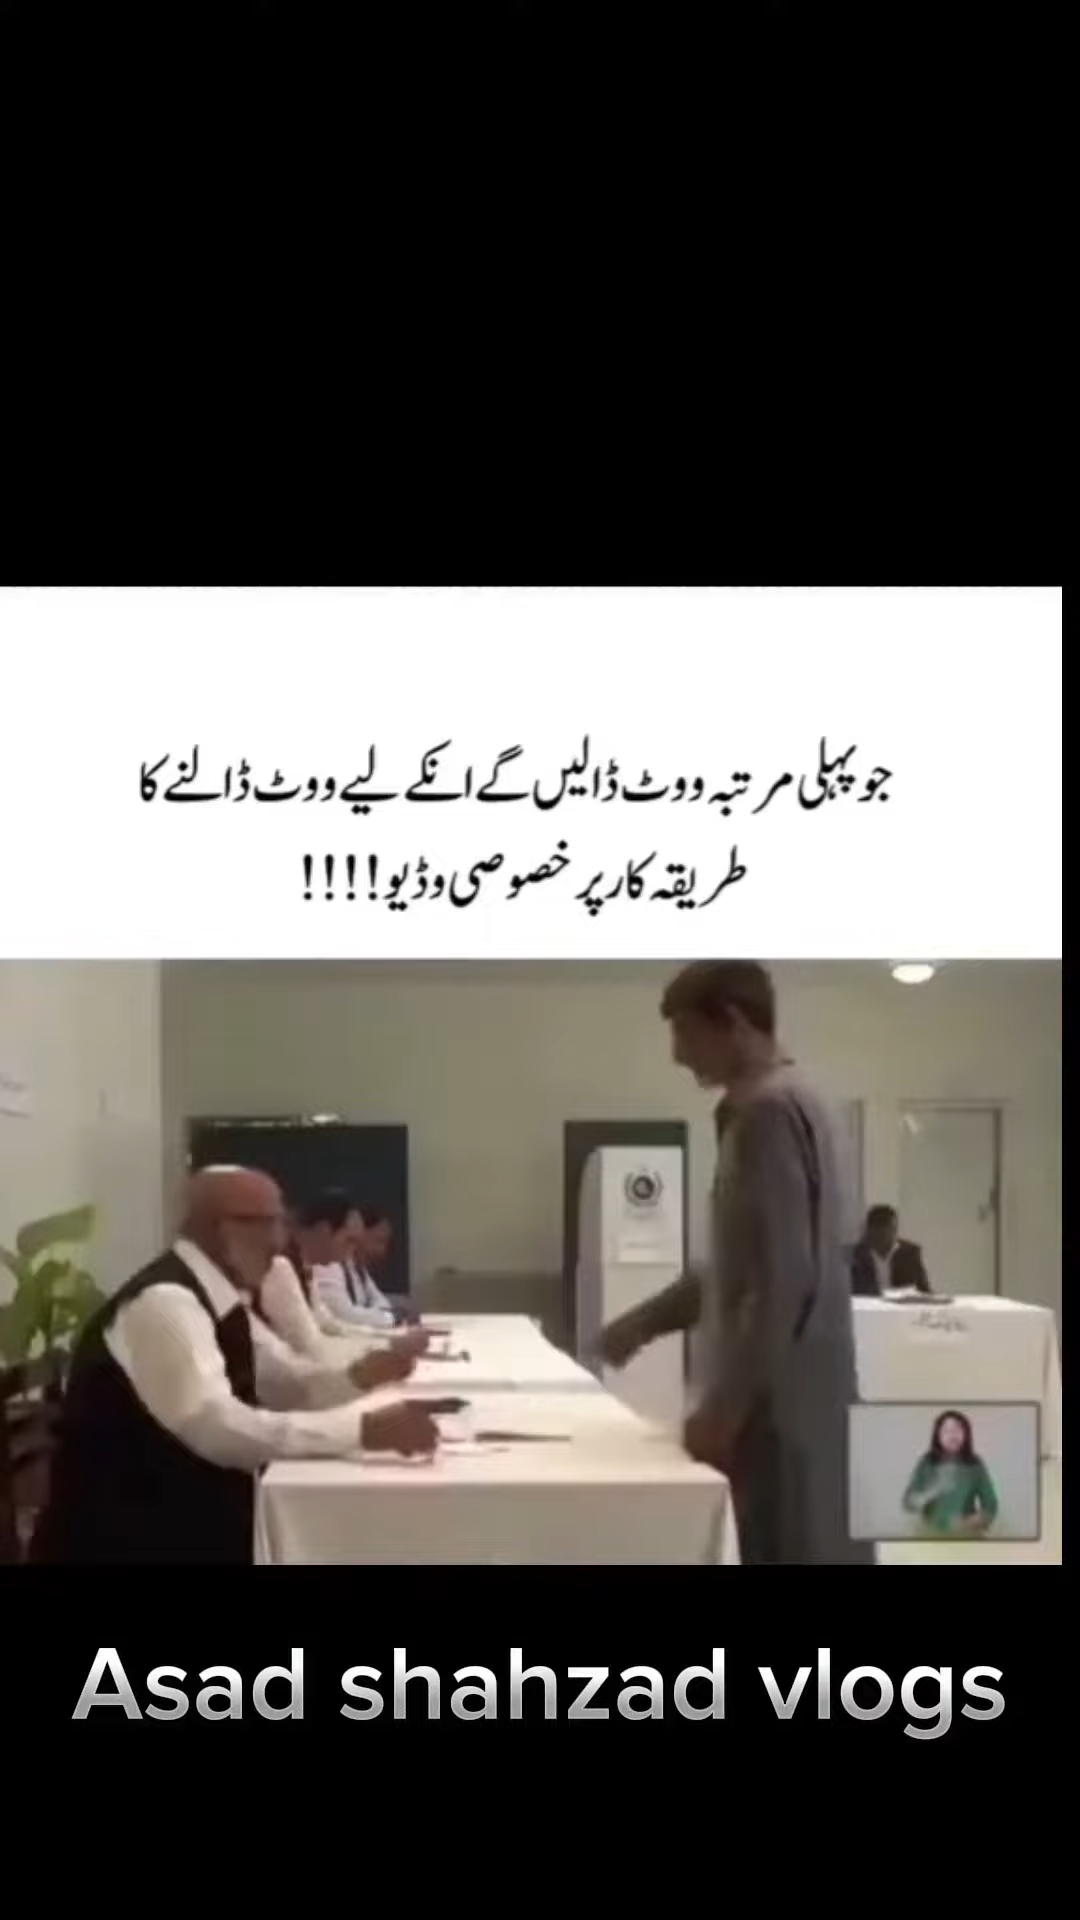 جو پہلی مرتبہ ووٹ ڈالیں گے انکے لیے ووٹ ڈالنے کا
طریقہ کار پر خصوصی وڈیو!!!!
Asad shahzad vlogs